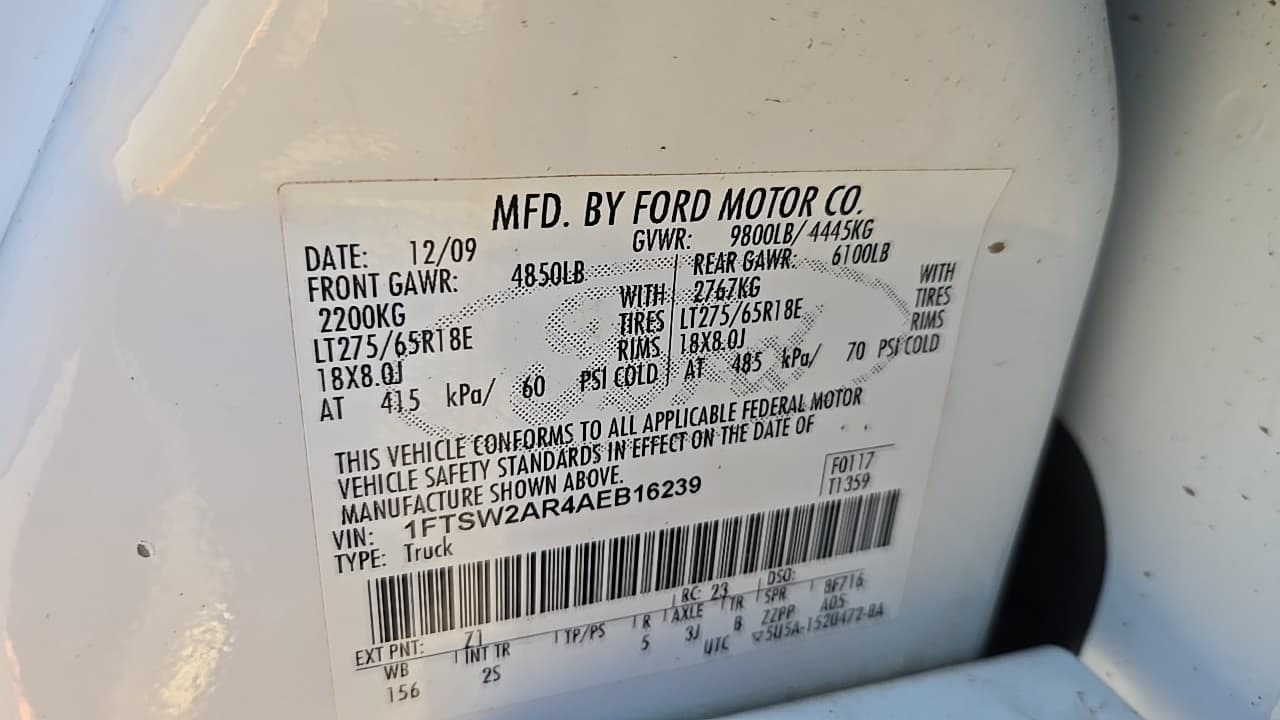 MFD. BY FORD MOTOR CO.
DATE: 12/09 GVWR: 9800LB/ 4445KG
FRONT GAWR: 4850LB REAR GAWR: 6100LB
2200KG WITH 2767KG WITH
LT275/65R18E TIRES LT275/65R18E TIRES
18X8.0J RIMS 18X8.0J RIMS
AT 415 kPa/ 60 PSI COLD AT 485 kPa/ 70 PSI COLD
THIS VEHICLE CONFORMS TO ALL APPLICABLE FEDERAL MOTOR
VEHICLE SAFETY STANDARDS IN EFFECT ON THE DATE OF
MANUFACTURE SHOWN ABOVE.
VIN: 1FTSW2AR4AEB16239 F0117
TYPE: Truck T1359
EXT PNT: Z1 RC: 23 DSO:
WB INT TR TP/PS R AXLE TR SPR 8F716
156 2S 5 3J B ZZPP A05
UTC 5U5A-1520472-BA